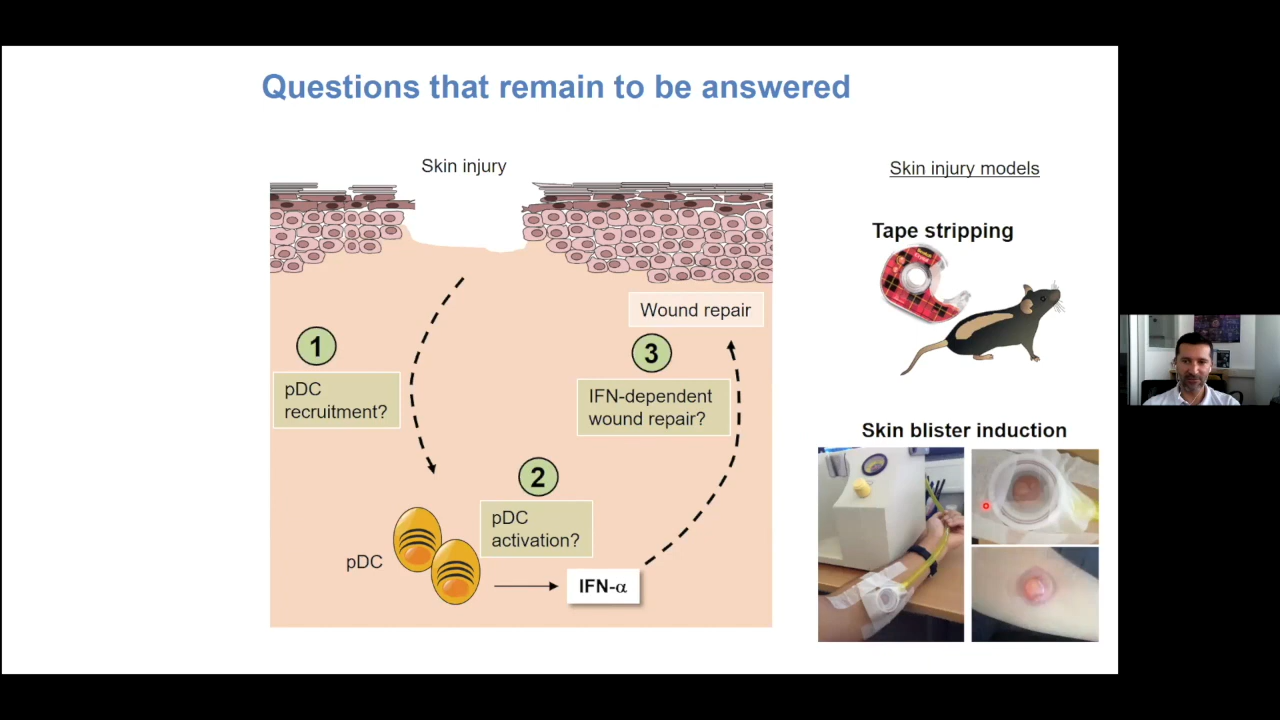 Questions that remain to be answered
Skin injury
1
pDC
recruitment?
Wound repair
3
IFN-dependent
wound repair?
2
pDC
activation?
pDC
IFN-α
Skin injury models
Tape stripping
Skin blister induction